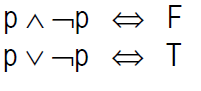 p ∧ ¬p ⇔ F
p ∨ ¬p ⇔ T